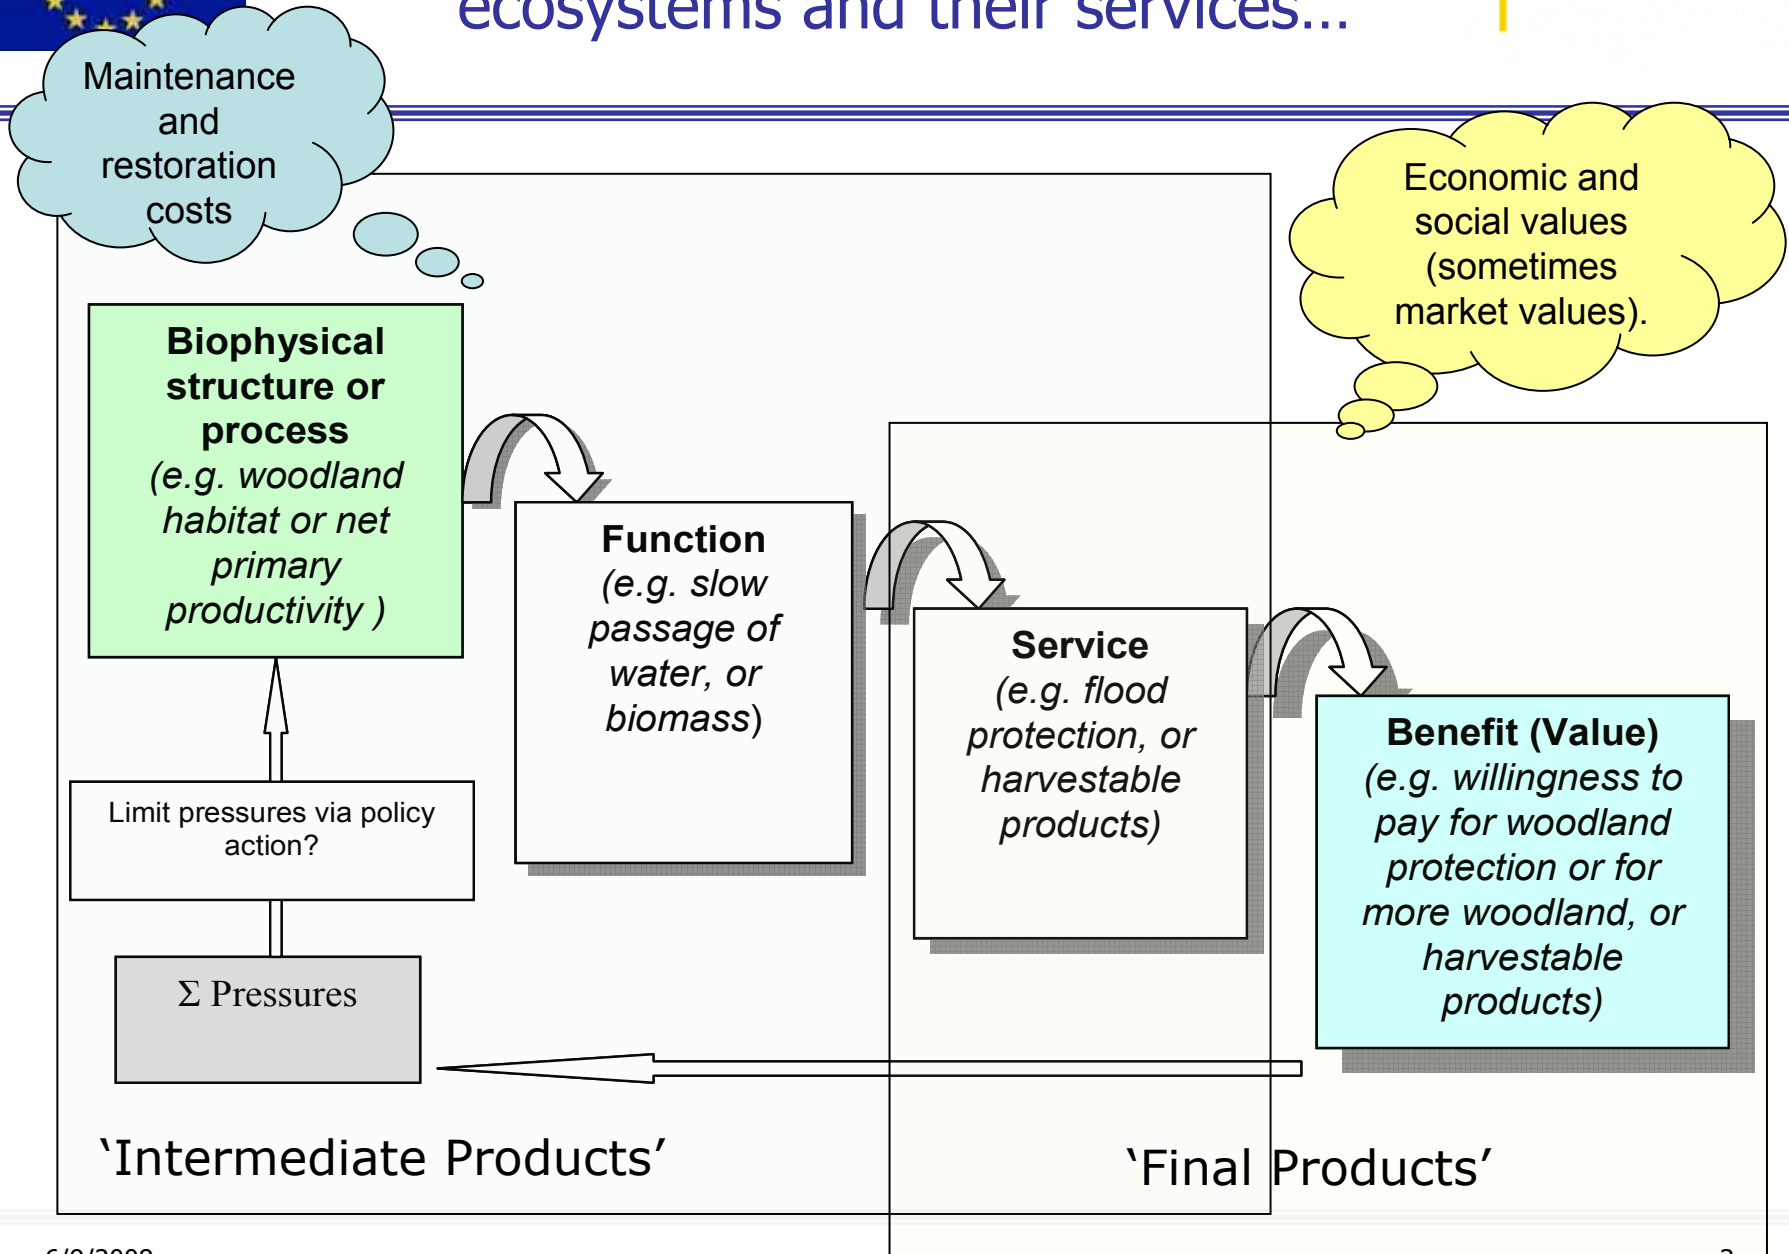 ecosystems and their services…
Maintenance
and
restoration
costs
Economic and
social values
(sometimes
market values).
Biophysical
structure or
process
(e.g. woodland
habitat or net
primary
productivity )
Function
(e.g. slow
passage of
water, or
biomass)
Service
(e.g. flood
protection, or
harvestable
products)
Benefit (Value)
(e.g. willingness to
pay for woodland
protection or for
more woodland, or
harvestable
products)
Limit pressures via policy
action?
Σ Pressures
‘Intermediate Products’
‘Final Products’